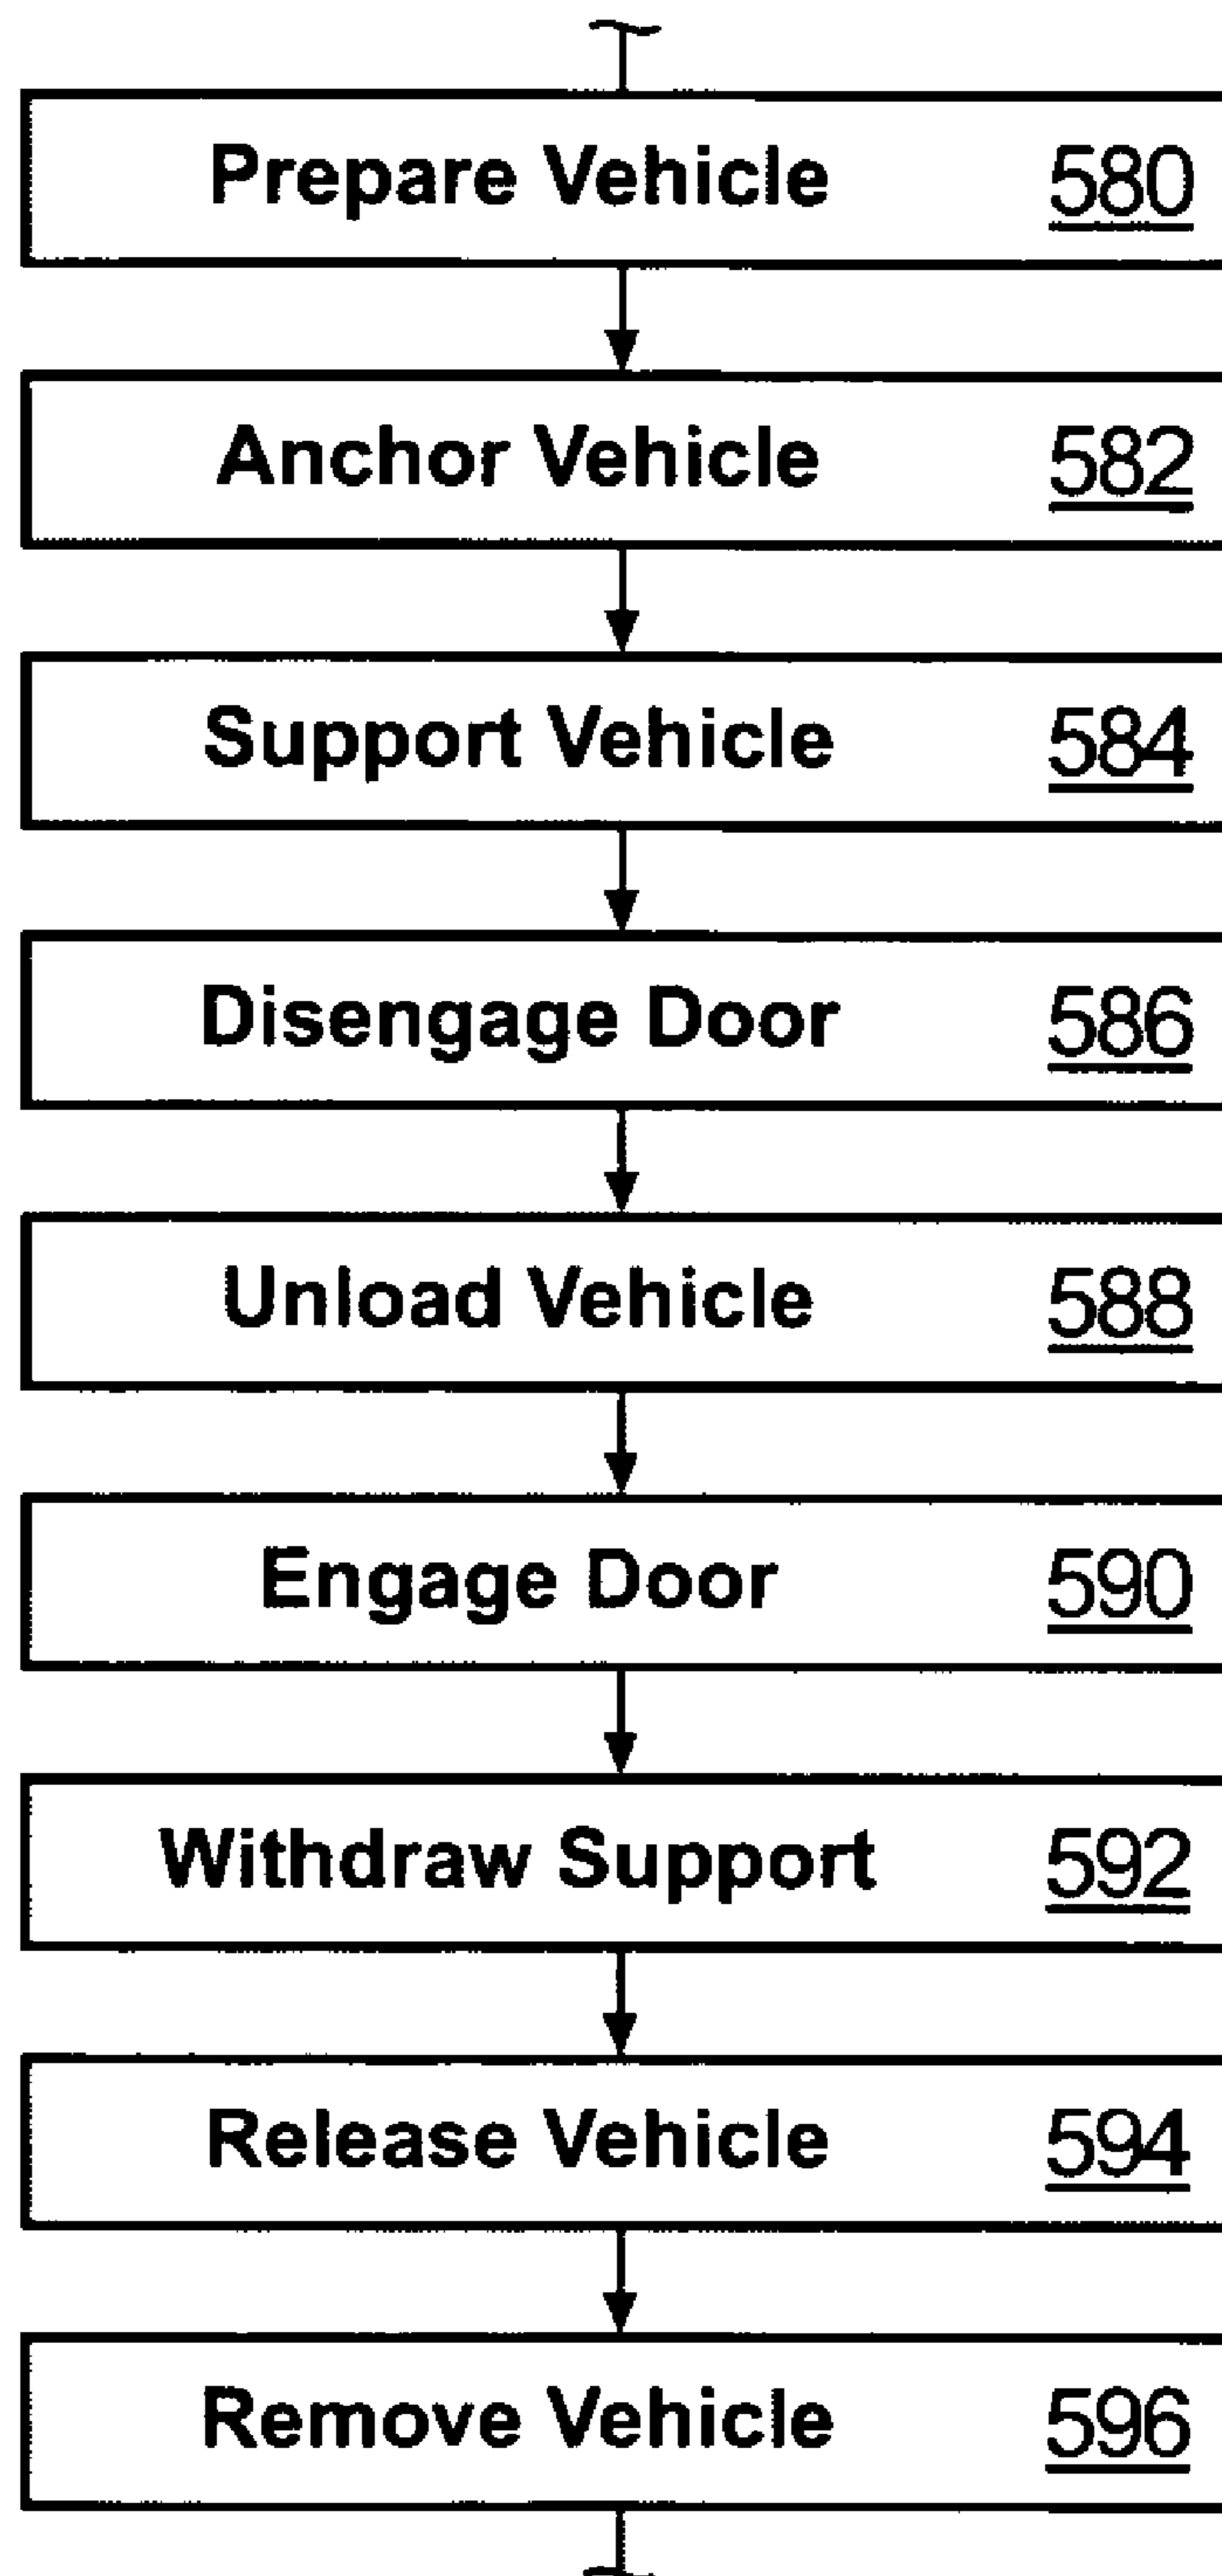 Prepare Vehicle 580
Anchor Vehicle 582
Support Vehicle 584
Disengage Door 586
Unload Vehicle 588
Engage Door 590
Withdraw Support 592
Release Vehicle 594
Remove Vehicle 596